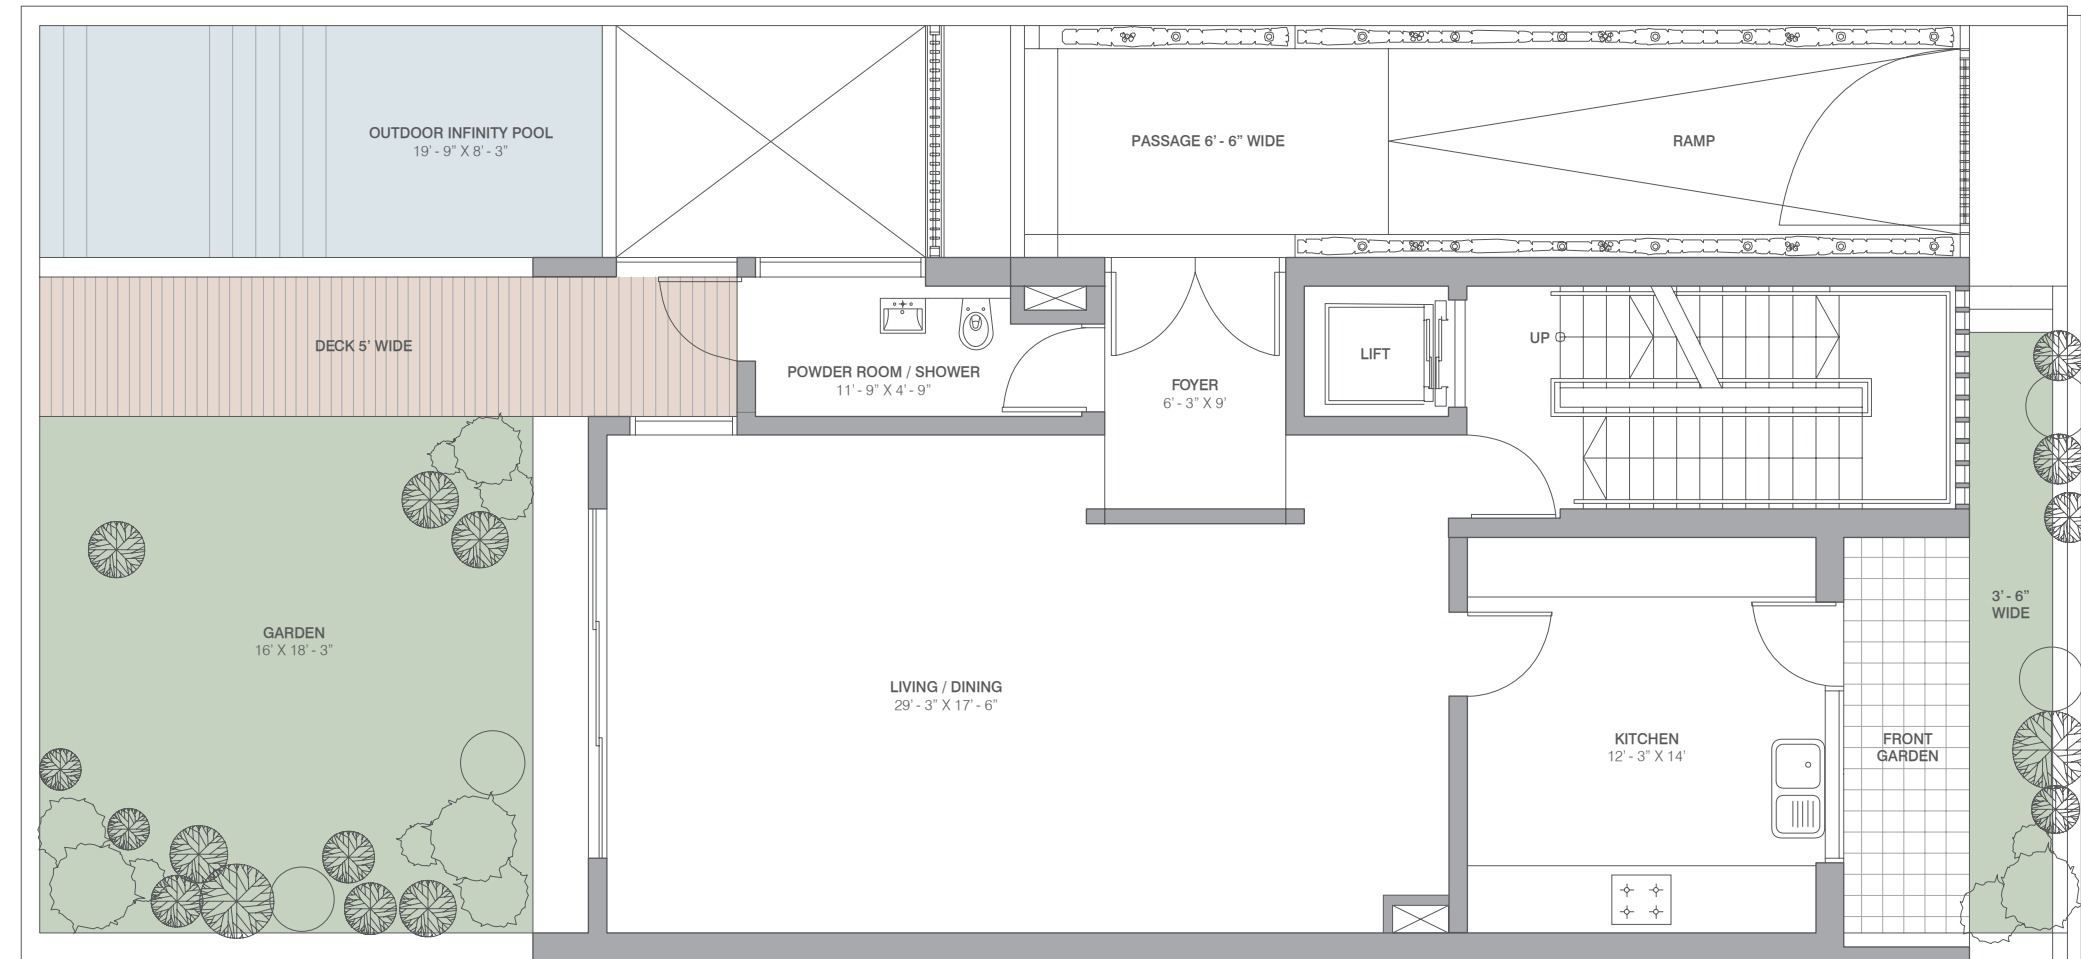 OUTDOOR INFINITY POOL
19' - 9" X 8' - 3"
PASSAGE 6' - 6" WIDE
RAMP
DECK 5' WIDE
POWDER ROOM / SHOWER
11' - 9" X 4' - 9"
FOYER
6' - 3" X 9'
LIFT
UP
GARDEN
16' X 18' - 3"
LIVING / DINING
29' - 3" X 17' - 6"
KITCHEN
12' - 3" X 14'
FRONT
GARDEN
3' - 6"
WIDE